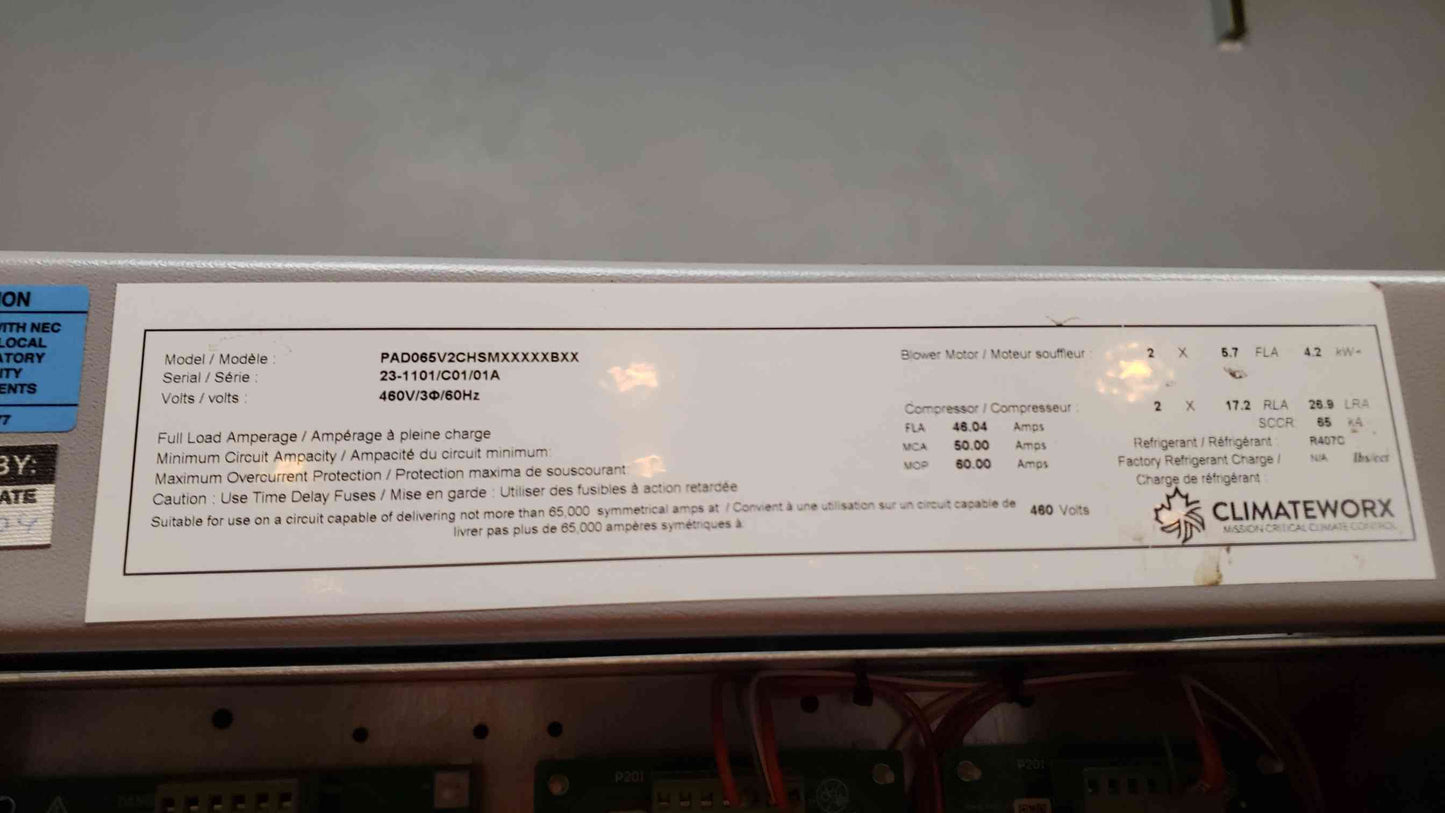 ION
WITH NEC
LOCAL
ATORY
ITY
ENTS
77
BY:
ATE
Model / Modèle : PAD065V2CHSMXXXXXBXX
Serial / Série : 23-1101/C01/01A
Volts / volts : 460V/3Φ/60Hz
Blower Motor / Moteur souffleur : 2 X 5.7 FLA 4.2 kW
Compressor / Compresseur : 2 X 17.2 RLA 26.9 LRA
SCCR 65 kA
Full Load Amperage / Ampérage à pleine charge FLA 46.04 Amps
Minimum Circuit Ampacity / Ampacité du circuit minimum: MCA 50.00 Amps
Maximum Overcurrent Protection / Protection maxima de souscourant: MOP 60.00 Amps
Refrigerant / Réfrigérant : R407C
Factory Refrigerant Charge / N/A lbs/cct
Charge de réfrigérant :
Caution : Use Time Delay Fuses / Mise en garde : Utiliser des fusibles à action retardée
Suitable for use on a circuit capable of delivering not more than 65,000 symmetrical amps at / Convient à une utilisation sur un circuit capable de 460 Volts
livrer pas plus de 65,000 ampères symétriques à
CLIMATEWORX
MISSION CRITICAL CLIMATE CONTROL
P201
P201